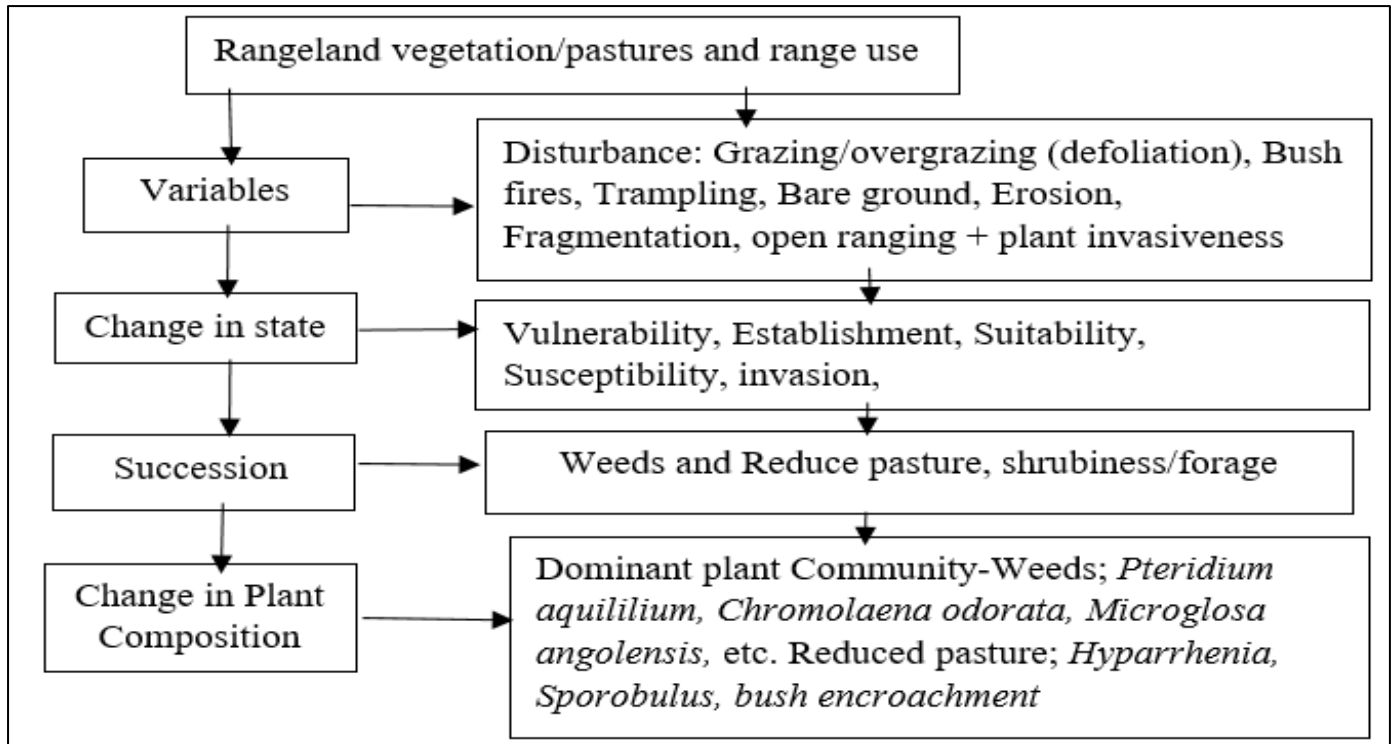 Rangeland vegetation/pastures and range use
Variables
Disturbance: Grazing/overgrazing (defoliation), Bush
fires, Trampling, Bare ground, Erosion,
Fragmentation, open ranging + plant invasiveness
Change in state
Vulnerability, Establishment, Suitability,
Susceptibility, invasion,
Succession
Weeds and Reduce pasture, shrubiness/forage
Change in Plant
Composition
Dominant plant Community-Weeds; Pteridium
aquililium, Chromolaena odorata, Microglosa
angolensis, etc. Reduced pasture; Hyparrhenia,
Sporobulus, bush encroachment